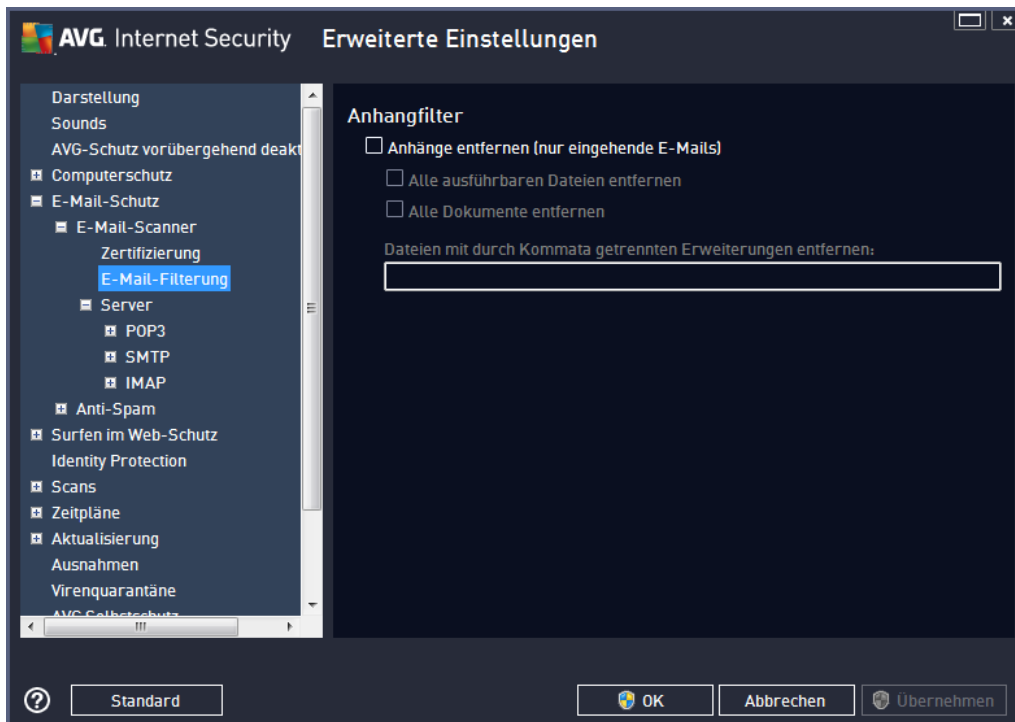 AVG. Internet Security Erweiterte Einstellungen
Darstellung
Sounds
AVG-Schutz vorübergehend deakt
Computerschutz
E-Mail-Schutz
E-Mail-Scanner
Zertifizierung
E-Mail-Filterung
Server
POP3
SMTP
IMAP
Anti-Spam
Surfen im Web-Schutz
Identity Protection
Scans
Zeitpläne
Aktualisierung
Ausnahmen
Virenquarantäne
AVG Selbstschutz
Anhangfilter
Anhänge entfernen (nur eingehende E-Mails)
Alle ausführbaren Dateien entfernen
Alle Dokumente entfernen
Dateien mit durch Kommata getrennten Erweiterungen entfernen:
Standard
OK
Abbrechen
Übernehmen